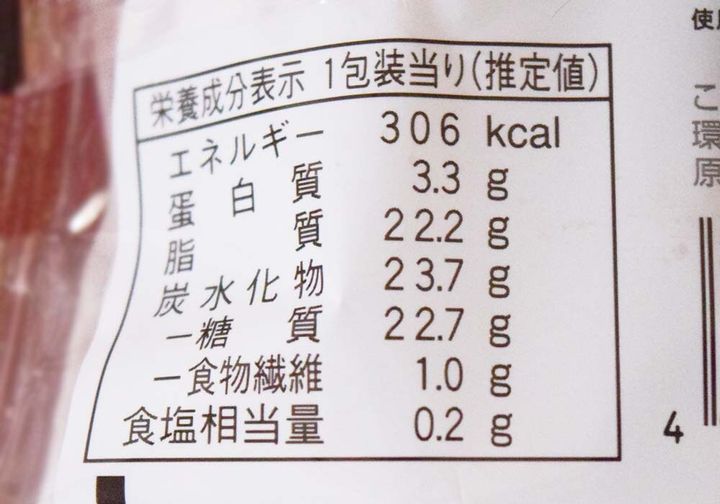 栄養成分表示 1包装当り(推定値)
エネルギー 306 kcal
蛋白質 3.3 g
脂質 22.2 g
炭水化物 23.7 g
－糖質 22.7 g
－食物繊維 1.0 g
食塩相当量 0.2 g
使
こ
環
原
4